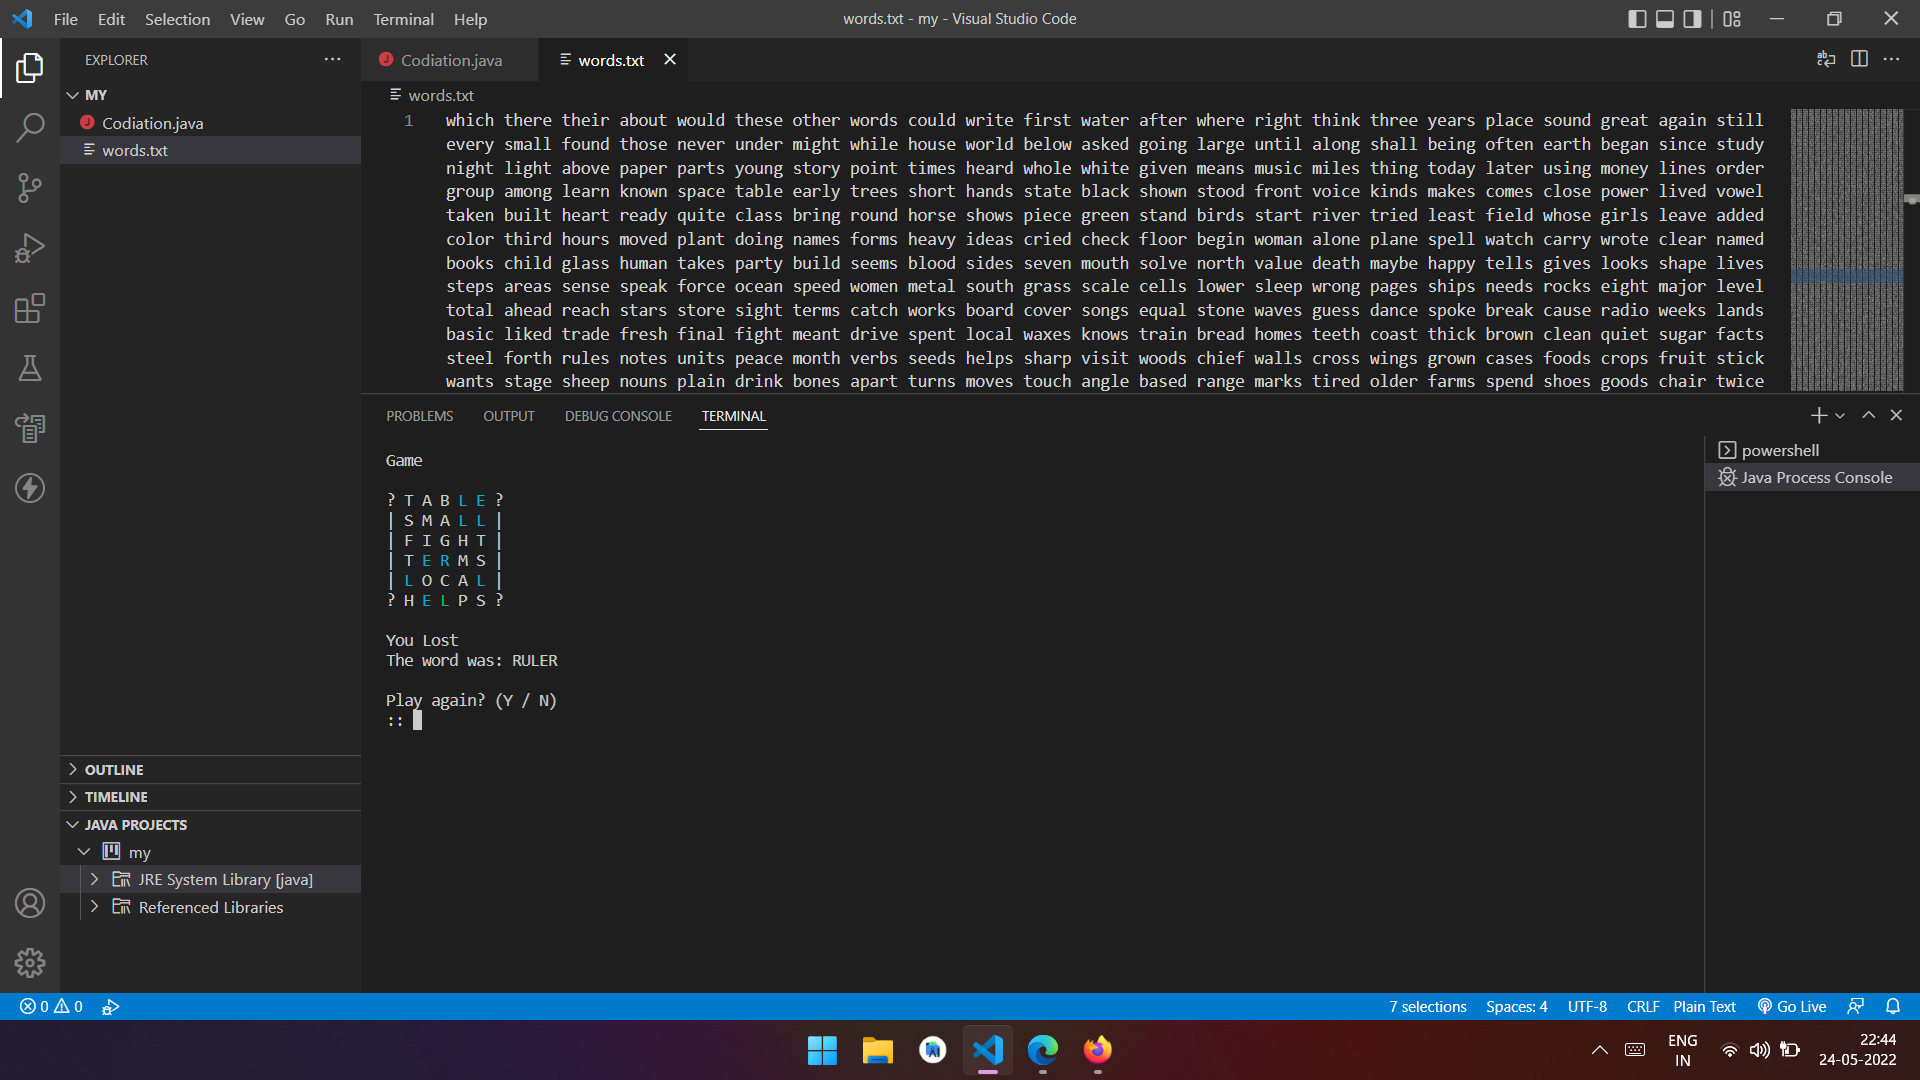 File Edit Selection View Go Run Terminal Help
words.txt - my - Visual Studio Code
EXPLORER
MY
Codiation.java
words.txt
OUTLINE
TIMELINE
JAVA PROJECTS
my
JRE System Library [java]
Referenced Libraries
Codiation.java
words.txt
words.txt
1 which there their about would these other words could write first water after where right think three years place sound great again still
every small found those never under might while house world below asked going large until along shall being often earth began since study
night light above paper parts young story point times heard whole white given means music miles thing today later using money lines order
group among learn known space table early trees short hands state black shown stood front voice kinds makes comes close power lived vowel
taken built heart ready quite class bring round horse shows piece green stand birds start river tried least field whose girls leave added
color third hours moved plant doing names forms heavy ideas cried check floor begin woman alone plane spell watch carry wrote clear named
books child glass human takes party build seems blood sides seven mouth solve north value death maybe happy tells gives looks shape lives
steps areas sense speak force ocean speed women metal south grass scale cells lower sleep wrong pages ships needs rocks eight major level
total ahead reach stars store sight terms catch works board cover songs equal stone waves guess dance spoke break cause radio weeks lands
basic liked trade fresh final fight meant drive spent local waxes knows train bread homes teeth coast thick brown clean quiet sugar facts
steel forth rules notes units peace month verbs seeds helps sharp visit woods chief walls cross wings grown cases foods crops fruit stick
wants stage sheep nouns plain drink bones apart turns moves touch angle based range marks tired older farms spend shoes goods chair twice
PROBLEMS OUTPUT DEBUG CONSOLE TERMINAL
Game
? T A B L E ?
| S M A L L |
| F I G H T |
| T E R M S |
| L O C A L |
? H E L P S ?
You Lost
The word was: RULER
Play again? (Y / N)
::
powershell
Java Process Console
0 0
7 selections Spaces: 4 UTF-8 CRLF Plain Text Go Live
ENG
IN
22:44
24-05-2022